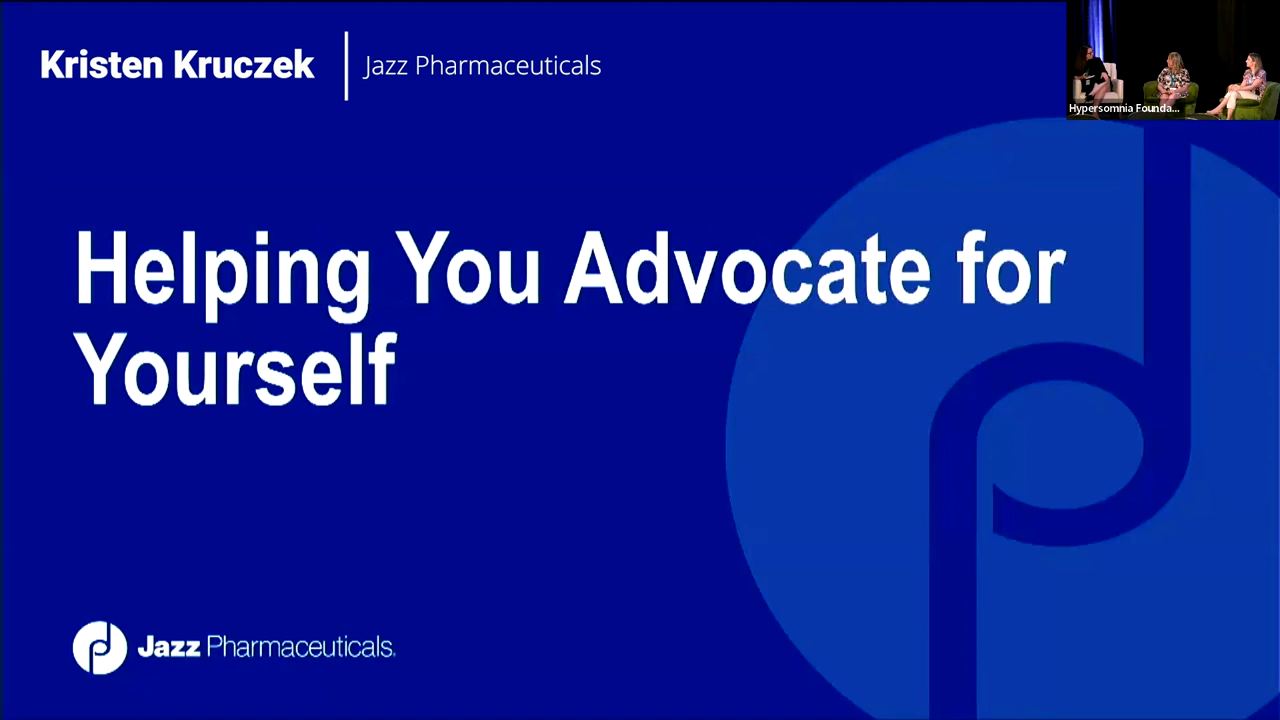 Kristen Kruczek
Jazz Pharmaceuticals
Hypersomnia Founda...
Helping You Advocate for
Yourself
Jazz Pharmaceuticals.